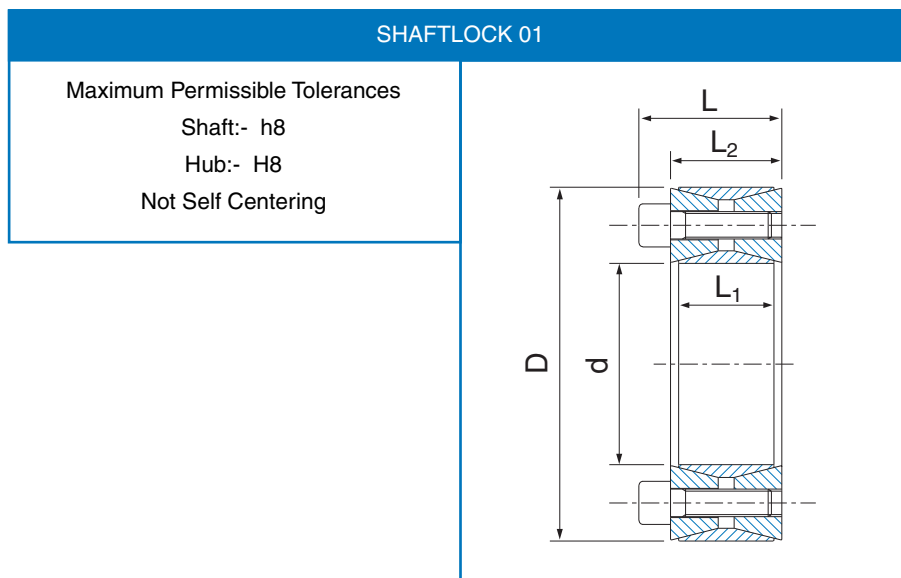 SHAFTLOCK 01
Maximum Permissible Tolerances
Shaft:- h8
Hub:- H8
Not Self Centering
L
L₂
L₁
D
d